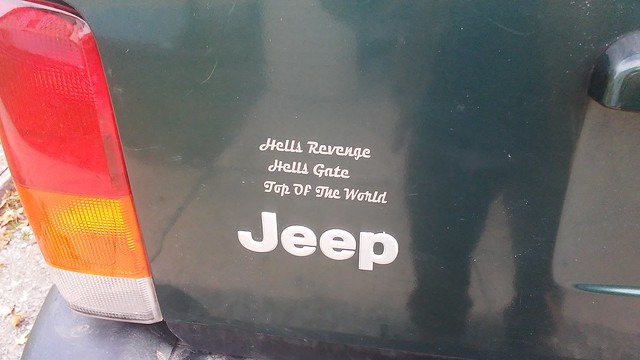 Hells Revenge
Hells Gate
Top Of The World
Jeep